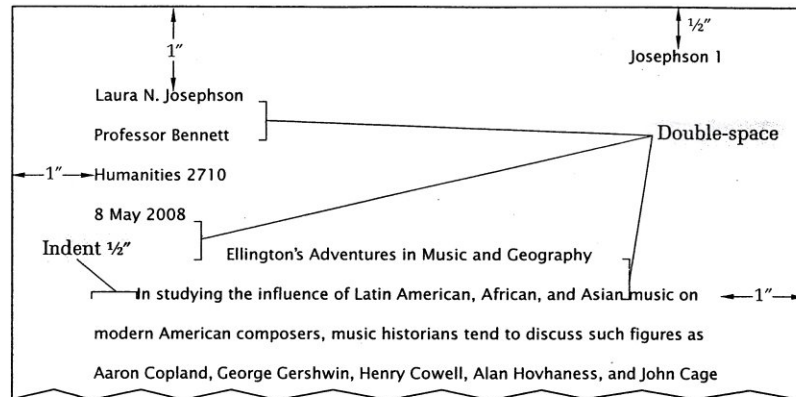 ½″
1″
Josephson 1
Laura N. Josephson
Professor Bennett
Double-space
1″
Humanities 2710
8 May 2008
Indent ½″
Ellington's Adventures in Music and Geography
In studying the influence of Latin American, African, and Asian music on
1″
modern American composers, music historians tend to discuss such figures as
Aaron Copland, George Gershwin, Henry Cowell, Alan Hovhaness, and John Cage